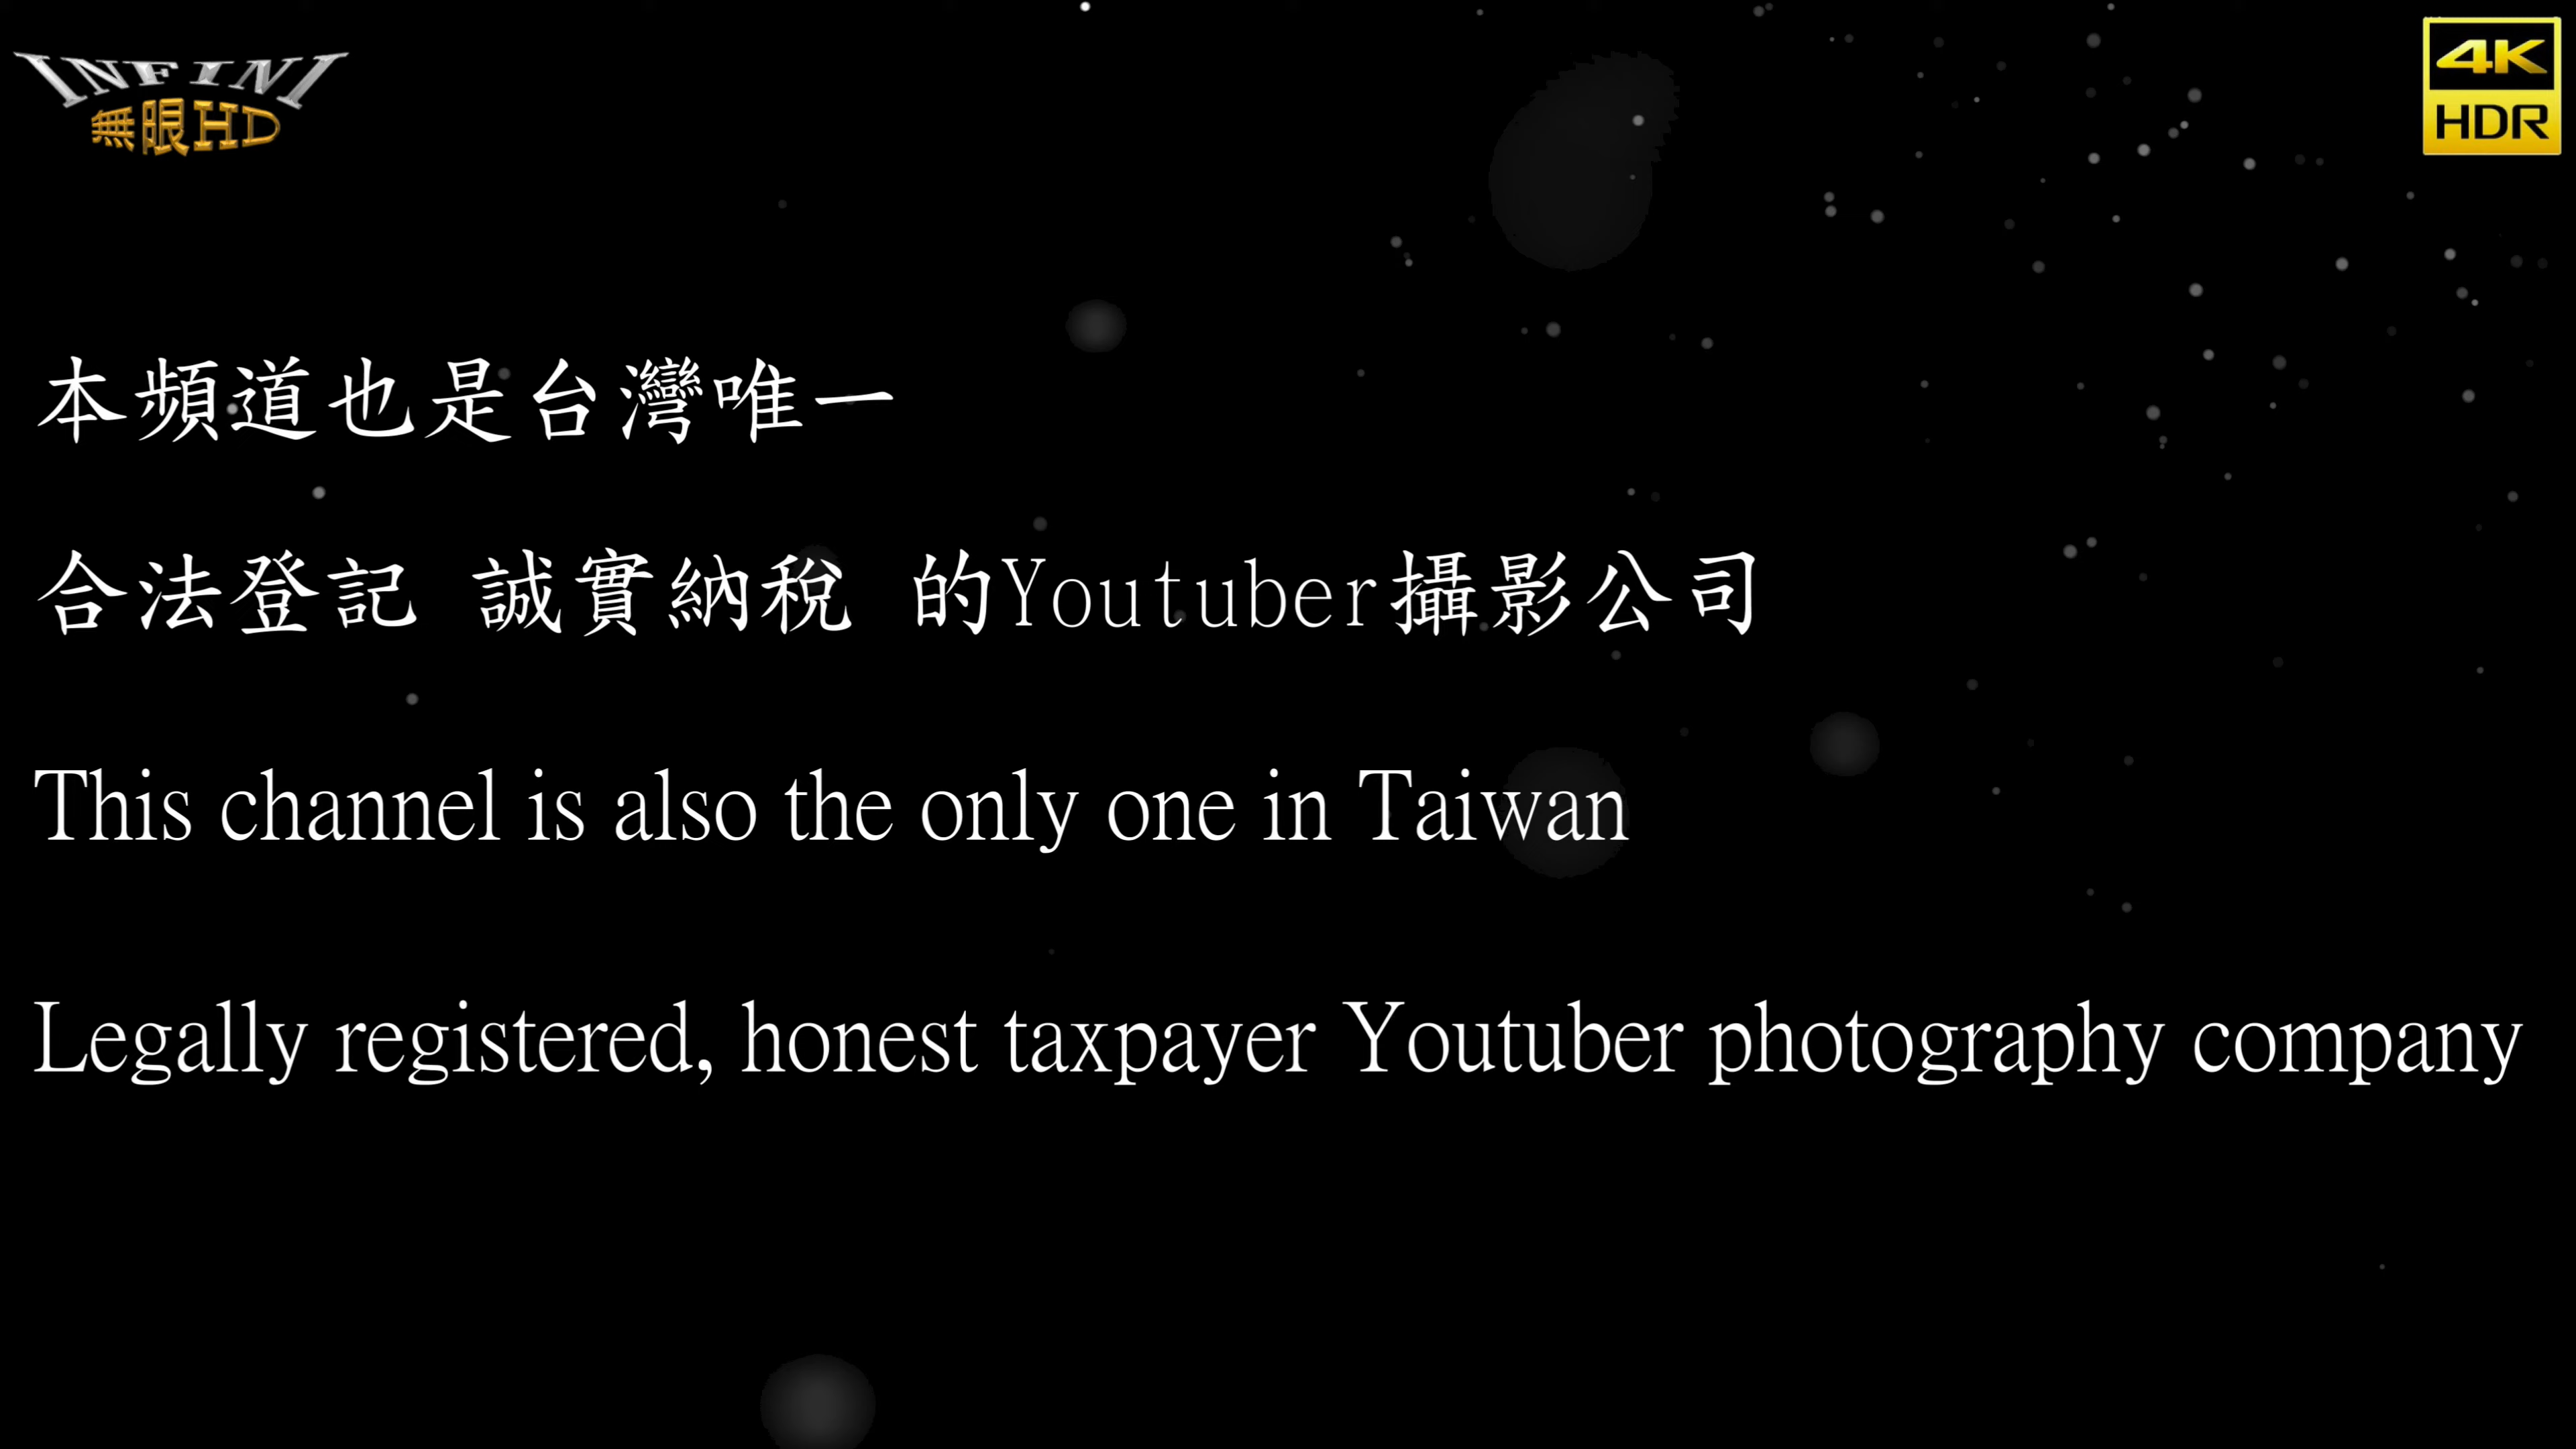 INFINI
無限HD
4K
HDR
本頻道也是台灣唯一
合法登記 誠實納稅 的Youtuber攝影公司
This channel is also the only one in Taiwan
Legally registered, honest taxpayer Youtuber photography company